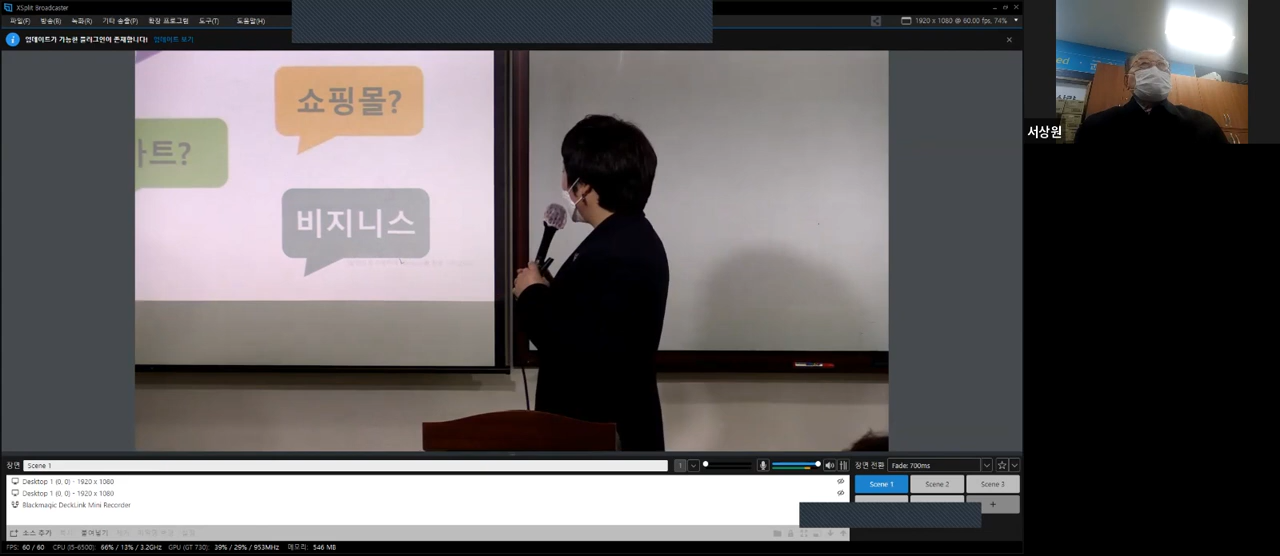 XSplit Broadcaster
파일(F) 방송(B) 녹화(R) 기타 송출(P) 확장 프로그램 도구(T) 도움말(H)
1920 x 1080 @ 60.00 fps, 74%
업데이트가 가능한 플러그인이 존재합니다! 업데이트 보기
쇼핑몰?
트?
비지니스
서상원
장면 Scene 1
장면 전환 Fade: 700ms
Desktop 1 (0, 0) - 1920 x 1080
Desktop 1 (0, 0) - 1920 x 1080
Blackmagic DeckLink Mini Recorder
Scene 1 Scene 2 Scene 3
소스 추가 붙여넣기
FPS: 60 / 60 CPU (i5-6500): 66% / 13% / 3.2GHz GPU (GT 730): 39% / 29% / 953MHz 메모리: 546 MB